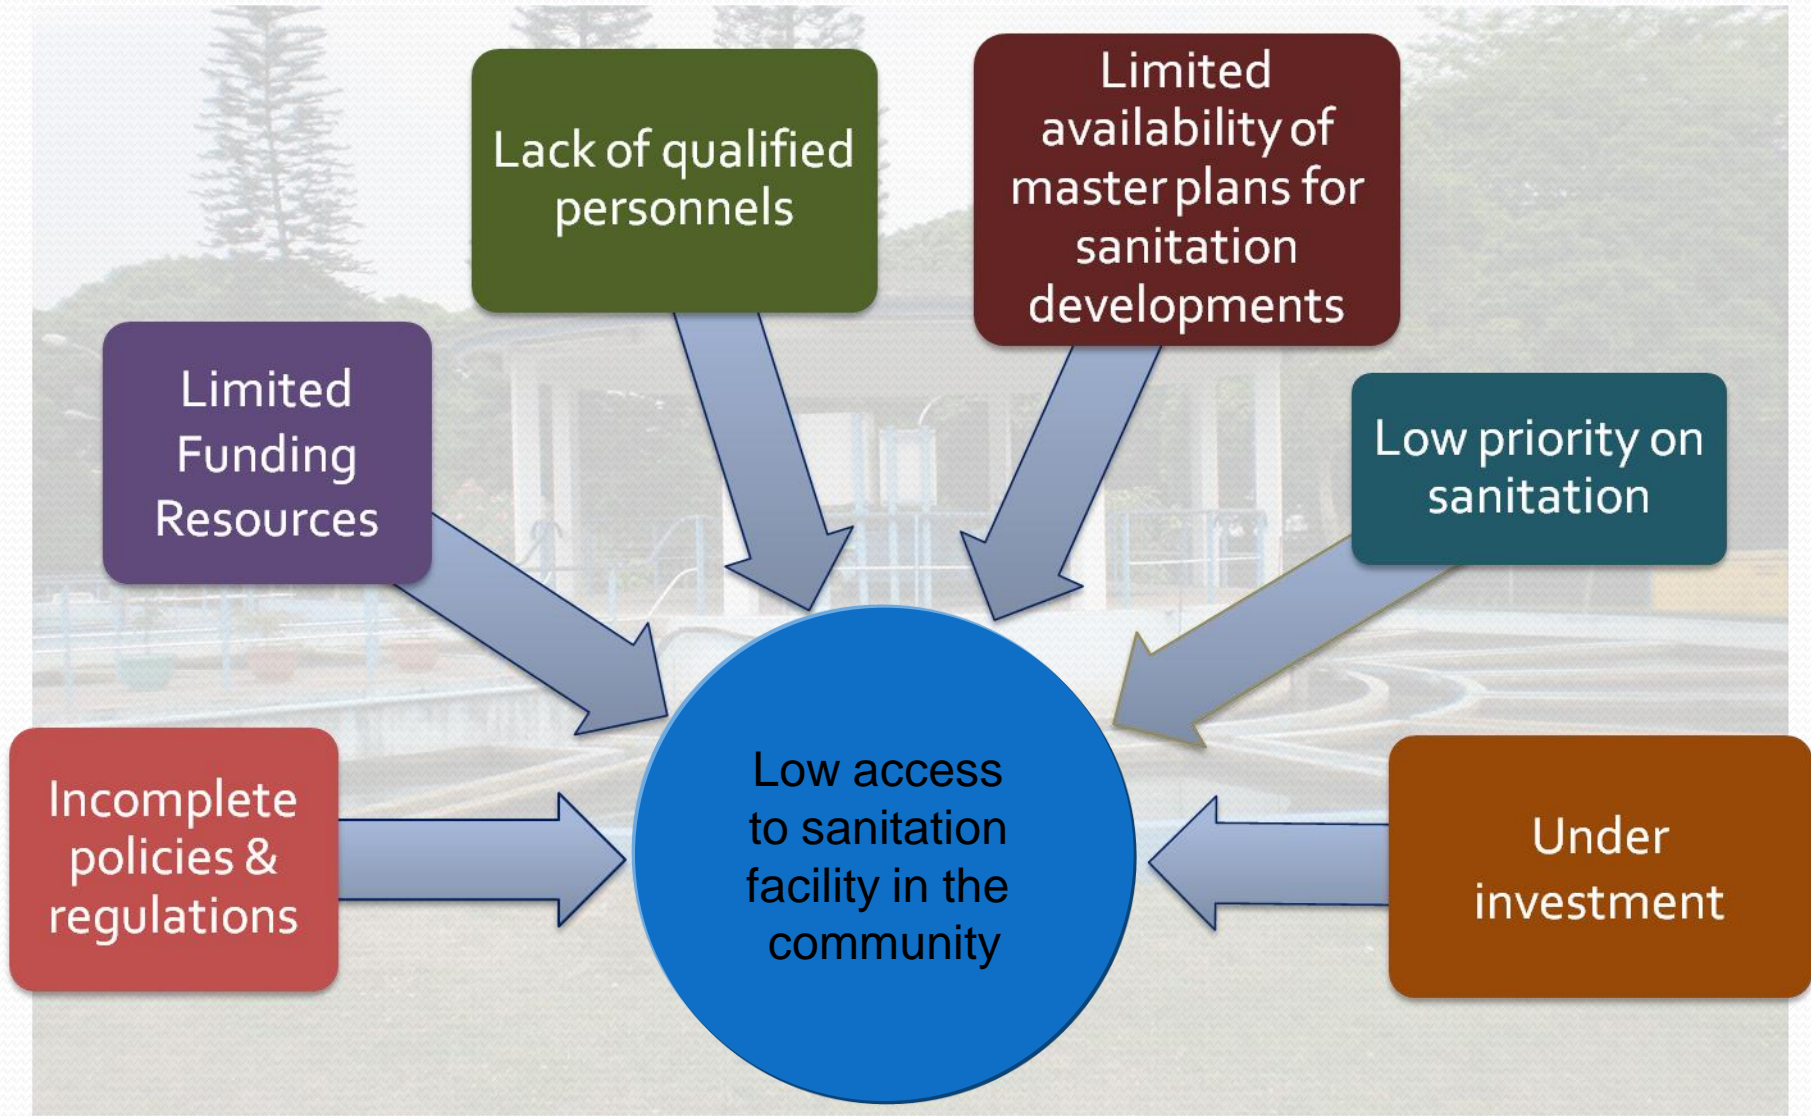 Lack of qualified
personnels
Limited
availability of
master plans for
sanitation
developments
Limited
Funding
Resources
Low priority on
sanitation
Incomplete
policies &
regulations
Low access
to sanitation
facility in the
community
Under
investment